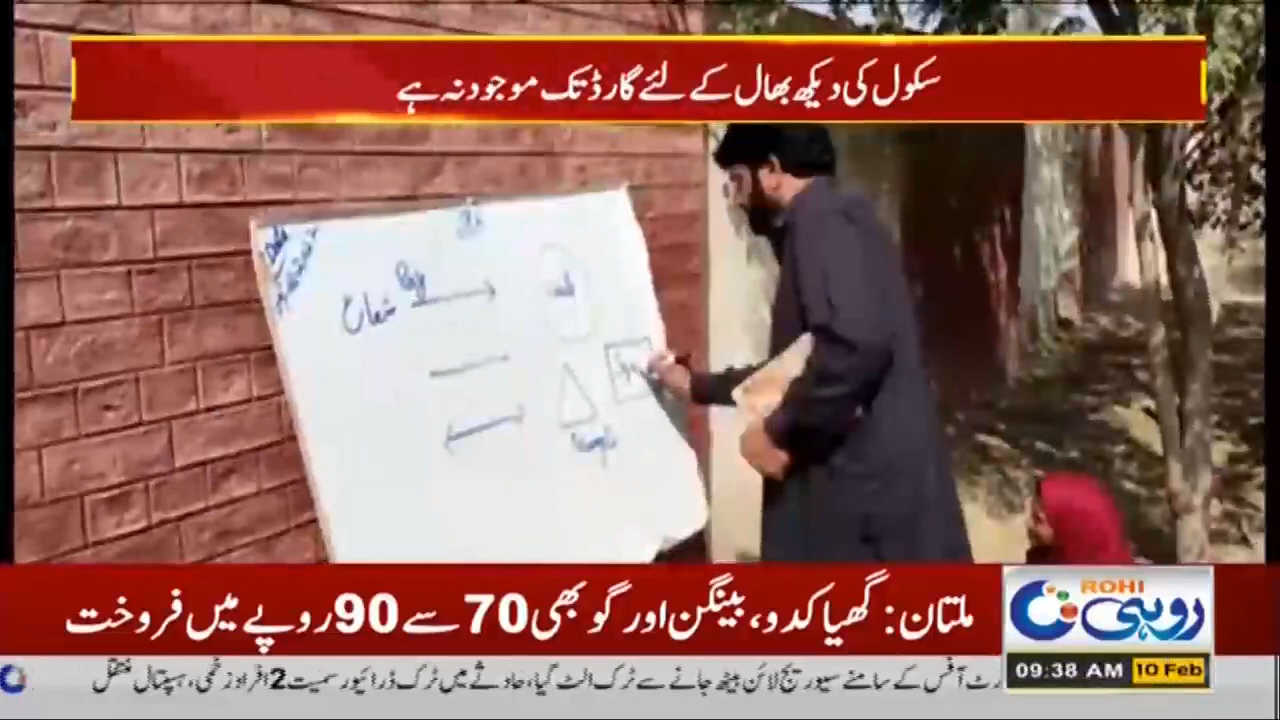 سکول کی دیکھ بھال کے لئے گارڈ تک موجود نہ ہے
Ray
شعاع
ملتان: گھیا کدو، بینگن اور گوبھی 70 سے 90 روپے میں فروخت
ROHI
روہی
09:38 AM 10 Feb
آفس کے سامنے سیوریج لائن بیٹھ جانے سے ٹرک الٹ گیا، حادثے میں ٹرک ڈرائیور سمیت 2 افراد زخمی، ہسپتال منتقل